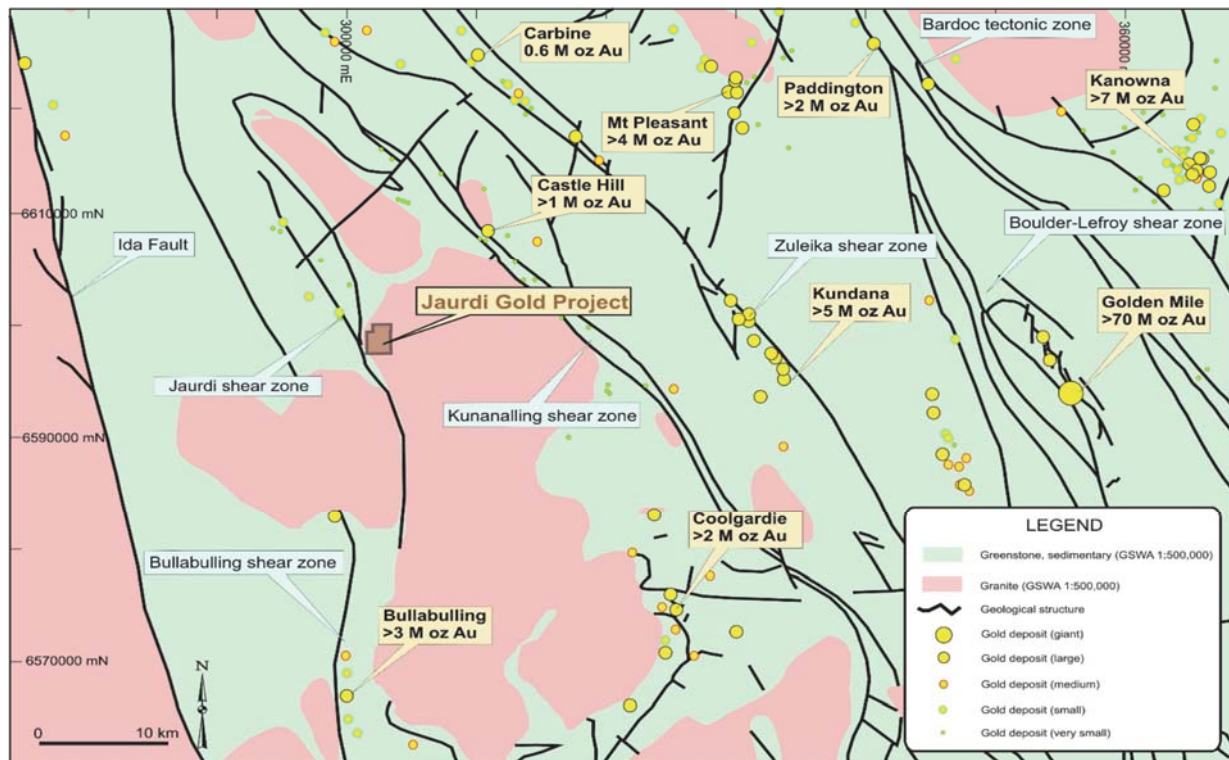 Carbine
0.6 M oz Au
300000 mE
Bardoc tectonic zone
360000 m
Paddington
>2 M oz Au
Kanowna
>7 M oz Au
Mt Pleasant
>4 M oz Au
Castle Hill
>1 M oz Au
6610000 mN
Ida Fault
Zuleika shear zone
Boulder-Lefroy shear zone
Jaurdi Gold Project
Kundana
>5 M oz Au
Golden Mile
>70 M oz Au
Jaurdi shear zone
Kunanalling shear zone
6590000 mN
Coolgardie
>2 M oz Au
Bullabulling shear zone
Bullabulling
>3 M oz Au
6570000 mN
N
0 10 km
LEGEND
Greenstone, sedimentary (GSWA 1:500,000)
Granite (GSWA 1:500,000)
Geological structure
Gold deposit (giant)
Gold deposit (large)
Gold deposit (medium)
Gold deposit (small)
Gold deposit (very small)